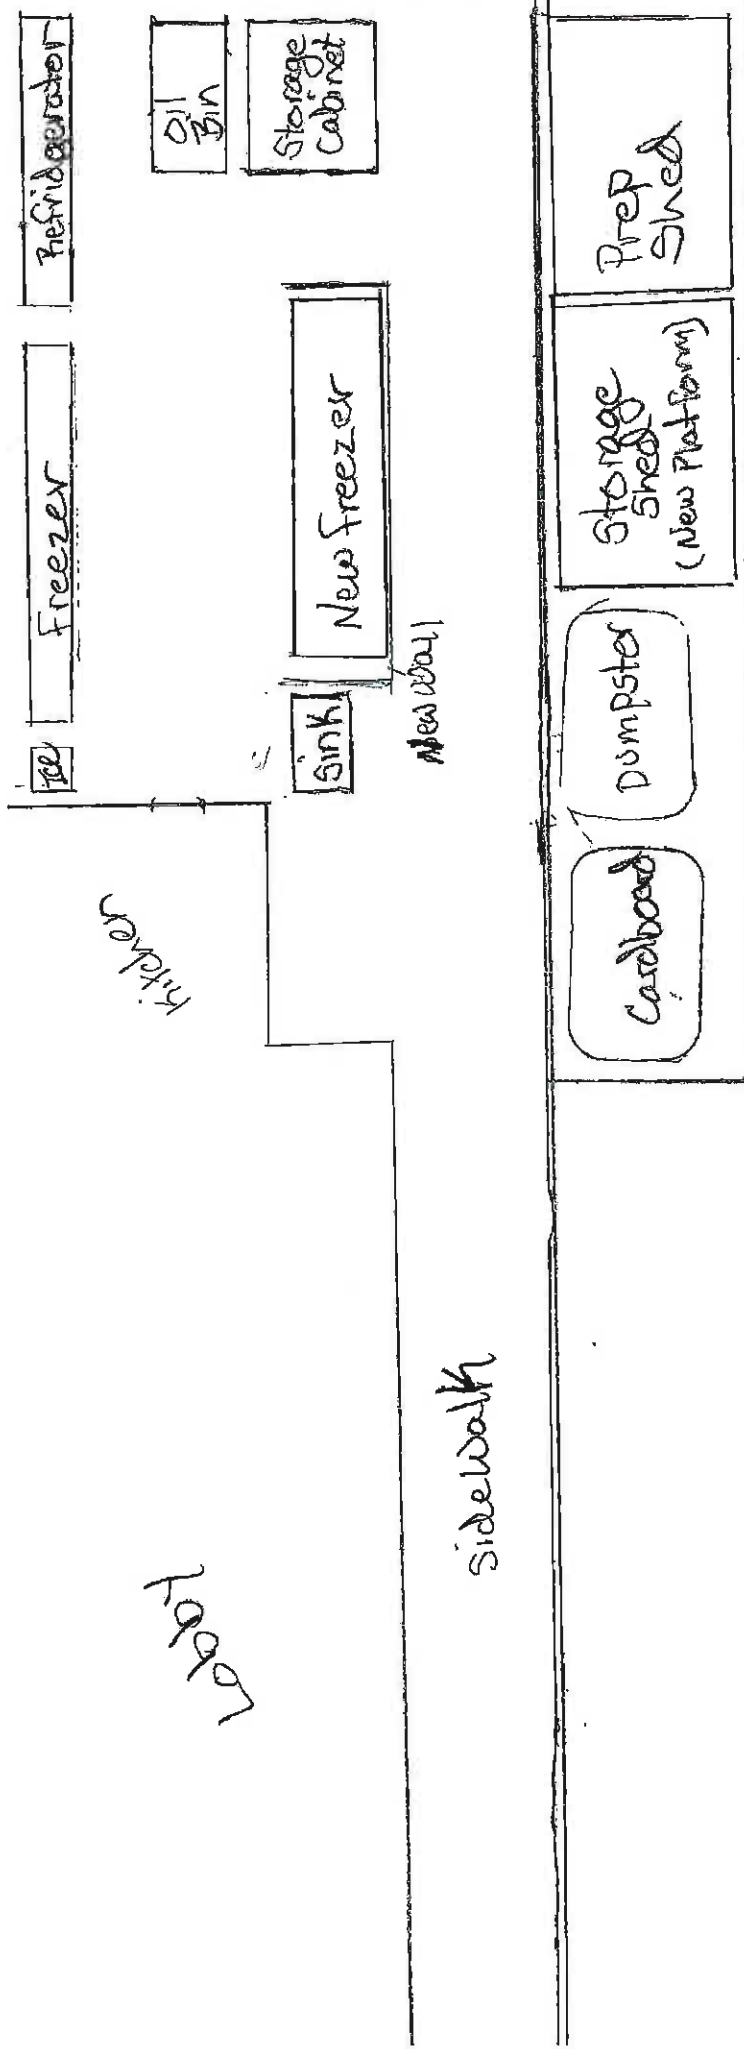 Ice
Freezer
Refridgerator
Kitchen
Lobby
Oil
Bin
Storage
Cabinet
Sink
New Freezer
New Wall
Sidewalk
Cardboard
Dumpster
Storage
Shed
(New Platform)
Prep
Shed